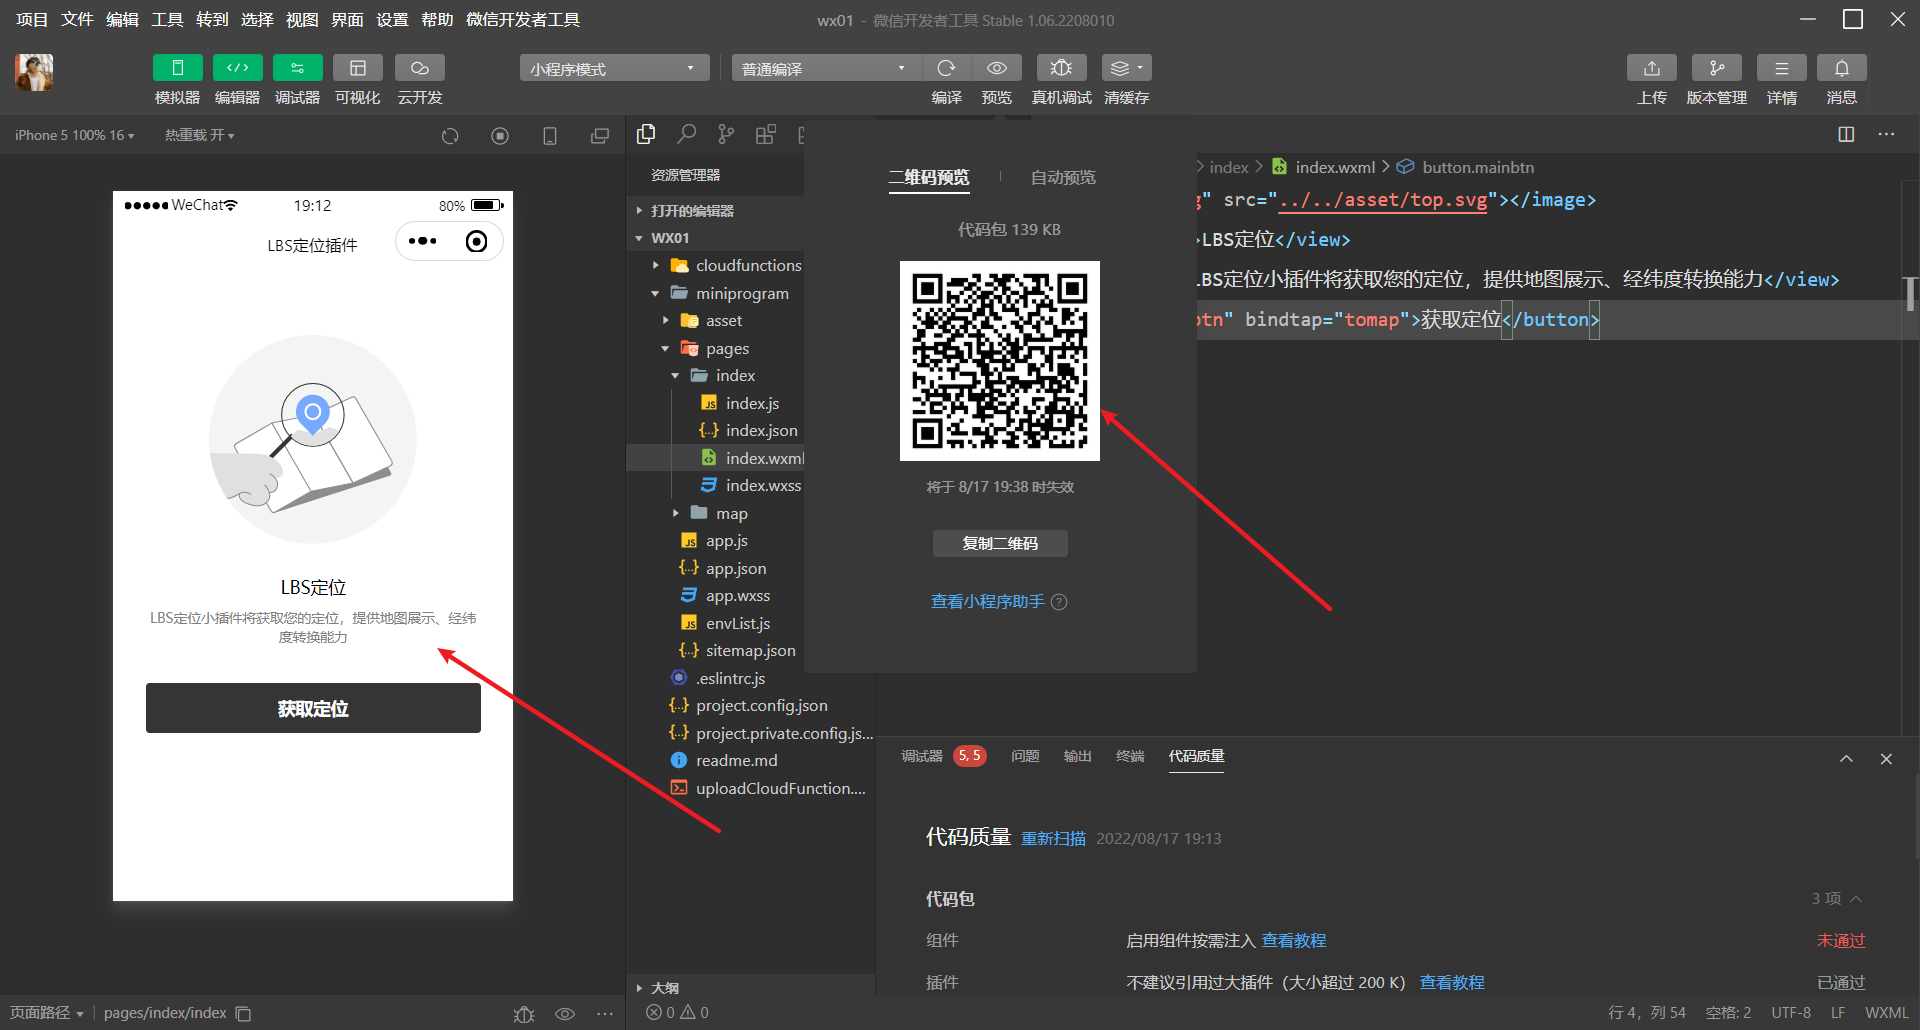 项目 文件 编辑 工具 转到 选择 视图 界面 设置 帮助 微信开发者工具
wx01 - 微信开发者工具 Stable 1.06.2208010
小程序模式
普通编译
模拟器 编辑器 调试器 可视化 云开发
编译 预览 真机调试 清缓存
上传 版本管理 详情 消息
iPhone 5 100% 16
热重载 开
WeChat
19:12
80%
LBS定位插件
LBS定位
LBS定位小插件将获取您的定位，提供地图展示、经纬
度转换能力
获取定位
页面路径
pages/index/index
资源管理器
打开的编辑器
WX01
cloudfunctions
miniprogram
asset
pages
index
index.js
index.json
index.wxml
index.wxss
map
app.js
app.json
app.wxss
envList.js
sitemap.json
.eslintrc.js
project.config.json
project.private.config.js...
readme.md
uploadCloudFunction....
大纲
0 0
二维码预览
自动预览
代码包 139 KB
将于 8/17 19:38 时失效
复制二维码
查看小程序助手 ?
index > index.wxml > button.mainbtn
" src="../../asset/top.svg"></image>
>LBS定位</view>
LBS定位小插件将获取您的定位，提供地图展示、经纬度转换能力</view>
btn" bindtap="tomap">获取定位</button>
调试器 5, 5 问题 输出 终端 代码质量
代码质量 重新扫描 2022/08/17 19:13
代码包
3 项
组件
启用组件按需注入 查看教程
未通过
插件
不建议引用过大插件（大小超过 200 K） 查看教程
已通过
行 4，列 54 空格: 2 UTF-8 LF WXML